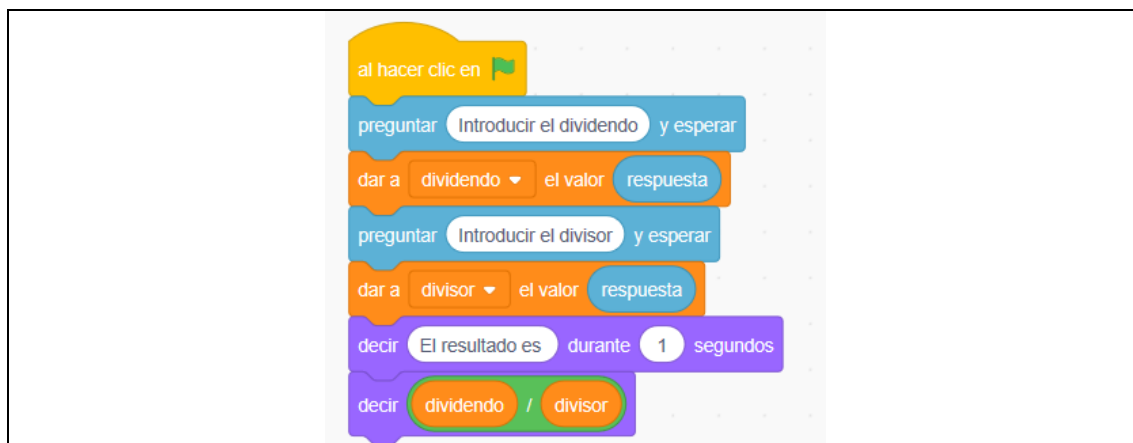 al hacer clic en
preguntar Introducir el dividendo y esperar
dar a dividendo el valor respuesta
preguntar Introducir el divisor y esperar
dar a divisor el valor respuesta
decir El resultado es durante 1 segundos
decir dividendo / divisor